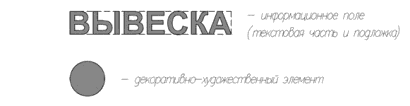 ВЫВЕСКА
– информационное поле
(текстовая часть и подложка)
– декоративно-художественный элемент